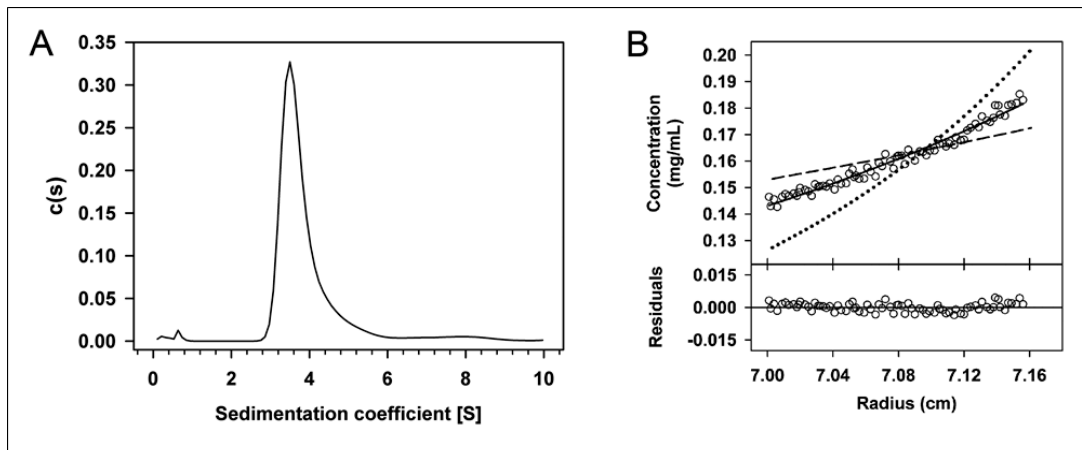 A
0.35
0.30
0.25
0.20
0.15
0.10
0.05
0.00
c(s)
0 2 4 6 8 10
Sedimentation coefficient [S]
B
0.20
0.19
0.18
0.17
0.16
0.15
0.14
0.13
Concentration
(mg/mL)
0.015
0.000
-0.015
Residuals
7.00 7.04 7.08 7.12 7.16
Radius (cm)